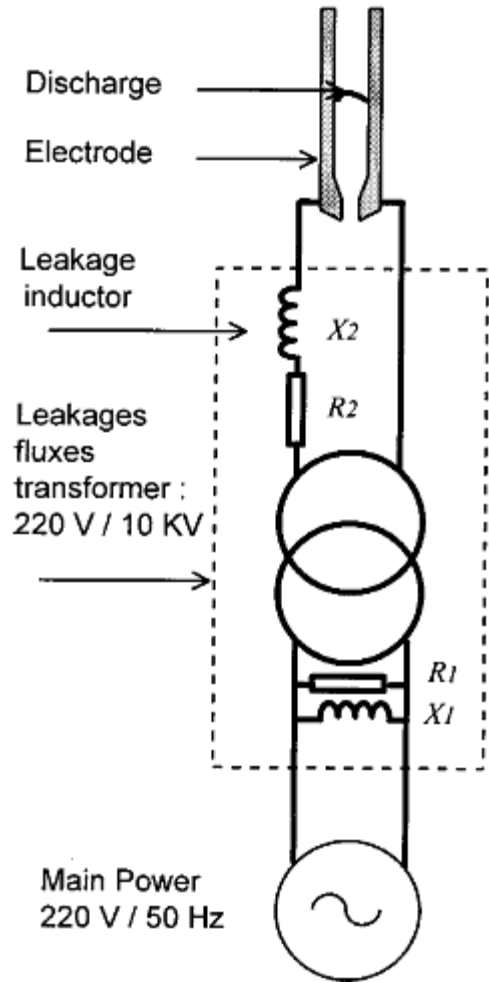 Discharge
Electrode
Leakage
inductor
X2
R2
Leakages
fluxes
transformer :
220 V / 10 KV
R1
X1
Main Power
220 V / 50 Hz